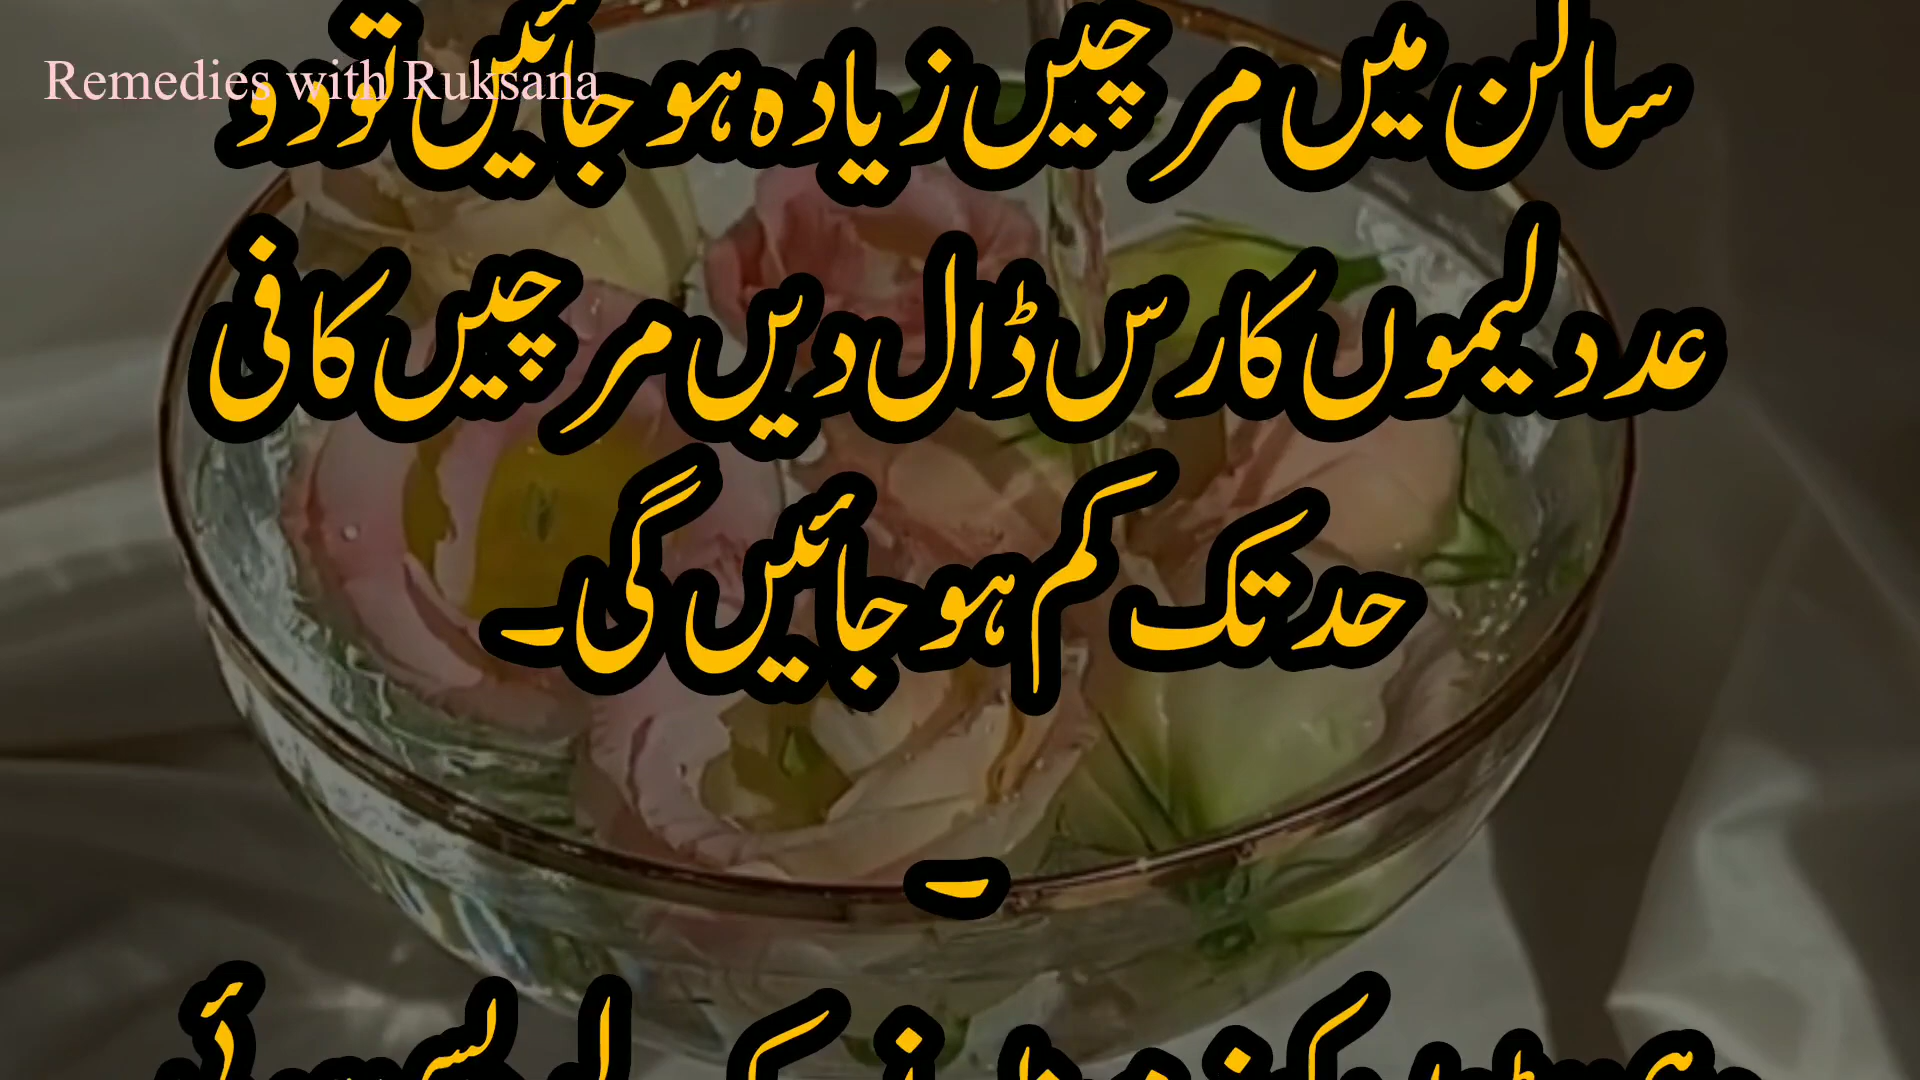 Remedies with Ruksana
سالن میں مرچیں زیادہ ہو جائیں تو دو
عدد لیموں کا رس ڈال دیں مرچیں کافی
حد تک کم ہو جائیں گی۔
۔